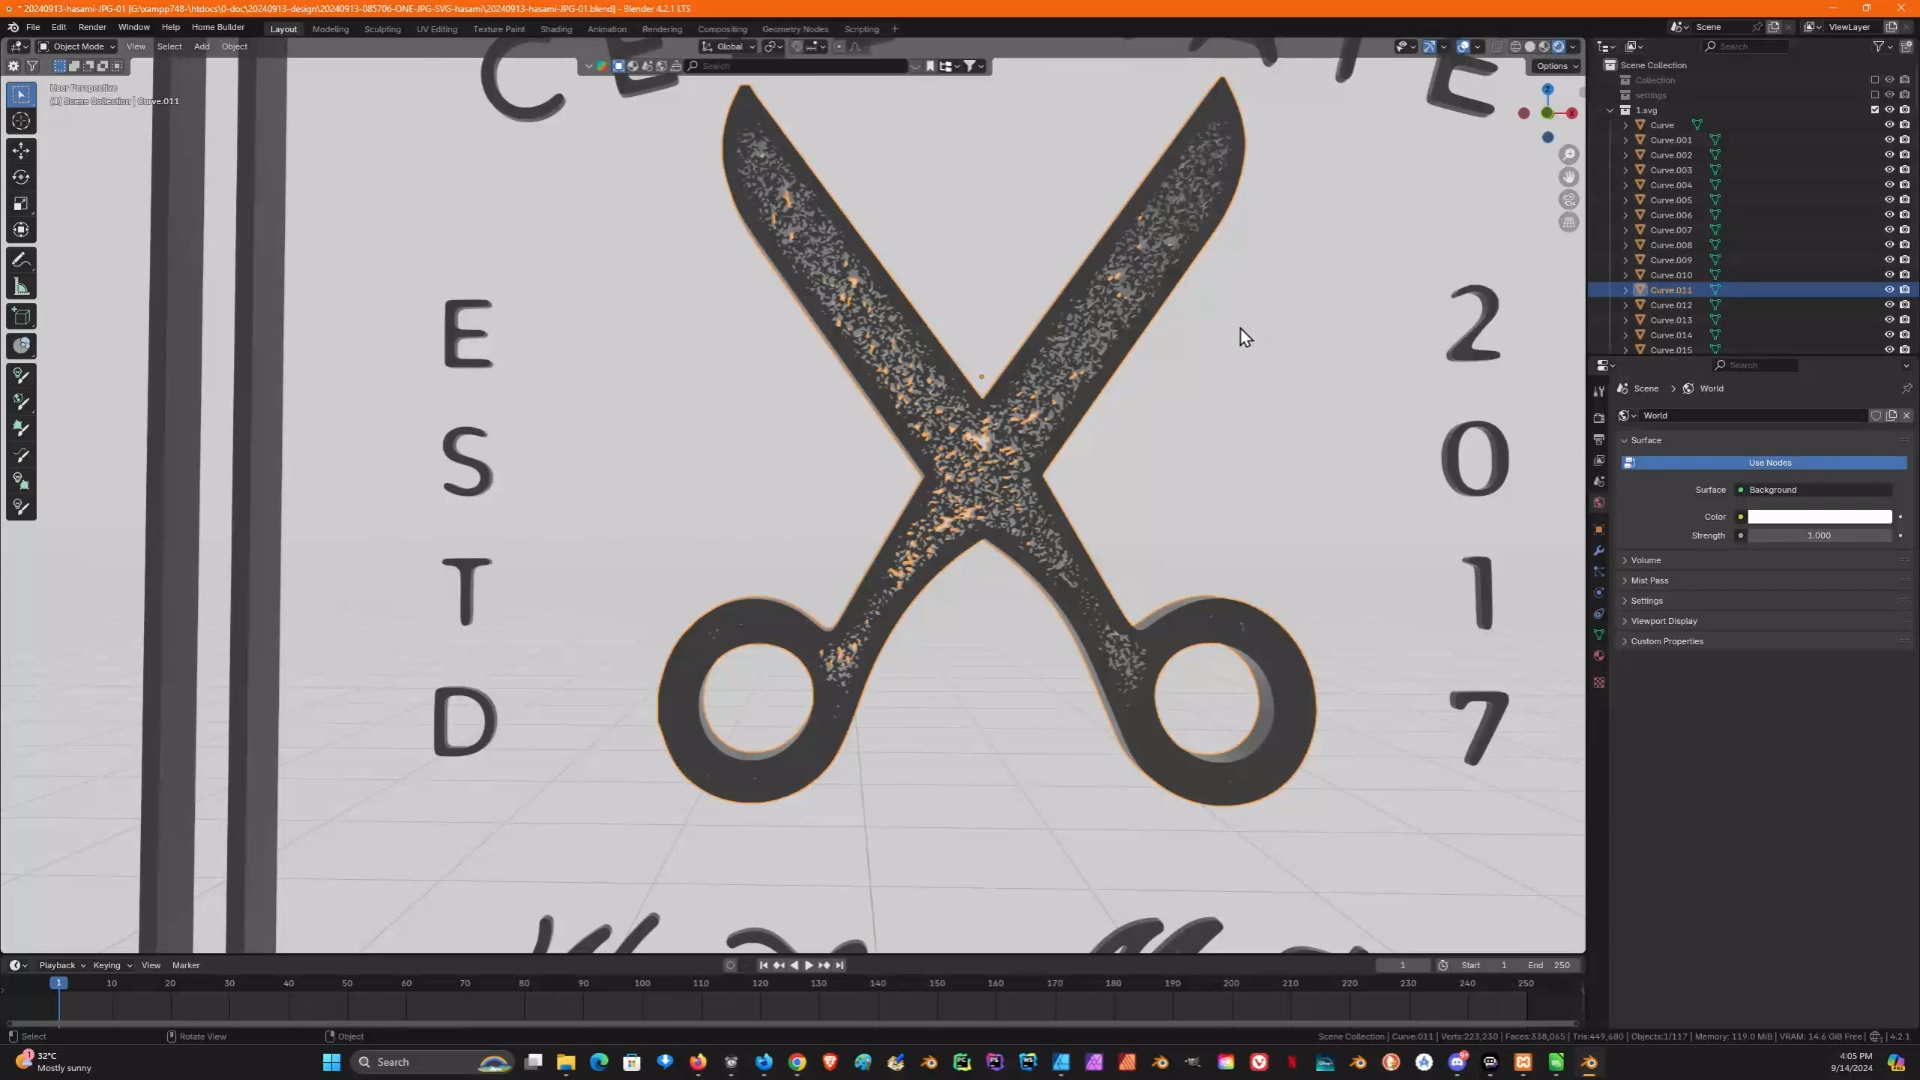 * 20240913-hasami-JPG-01 [G:\xampp748-\htdocs\0-doc\20240913-design\20240913-085706-ONE-JPG-SVG-hasami\20240913-hasami-JPG-01.blend] - Blender 4.2.1 LTS
File Edit Render Window Help Home Builder Layout Modeling Sculpting UV Editing Texture Paint Shading Animation Rendering Compositing Geometry Nodes Scripting + Scene ViewLayer
Object Mode View Select Add Object Global Search
Search Options
User Perspective
(1) Scene Collection | Curve.011
Scene Collection
Collection
settings
1.svg
Curve
Curve.001
Curve.002
Curve.003
Curve.004
Curve.005
Curve.006
Curve.007
Curve.008
Curve.009
Curve.010
Curve.011
Curve.012
Curve.013
Curve.014
Curve.015
E
S
T
D
2
0
1
7
Search
Scene > World
World
Surface
Use Nodes
Surface Background
Color
Strength 1.000
Volume
Mist Pass
Settings
Viewport Display
Custom Properties
Playback Keying View Marker 1 Start 1 End 250
1 10 20 30 40 50 60 70 80 90 100 110 120 130 140 150 160 170 180 190 200 210 220 230 240 250
Select Rotate View Object Scene Collection | Curve.011 | Verts:223,230 | Faces:338,065 | Tris:449,680 | Objects:1/117 | Memory: 119.0 MiB | VRAM: 14.6 GiB Free | 4.2.1
32°C
Mostly sunny
Search
4:05 PM
9/14/2024